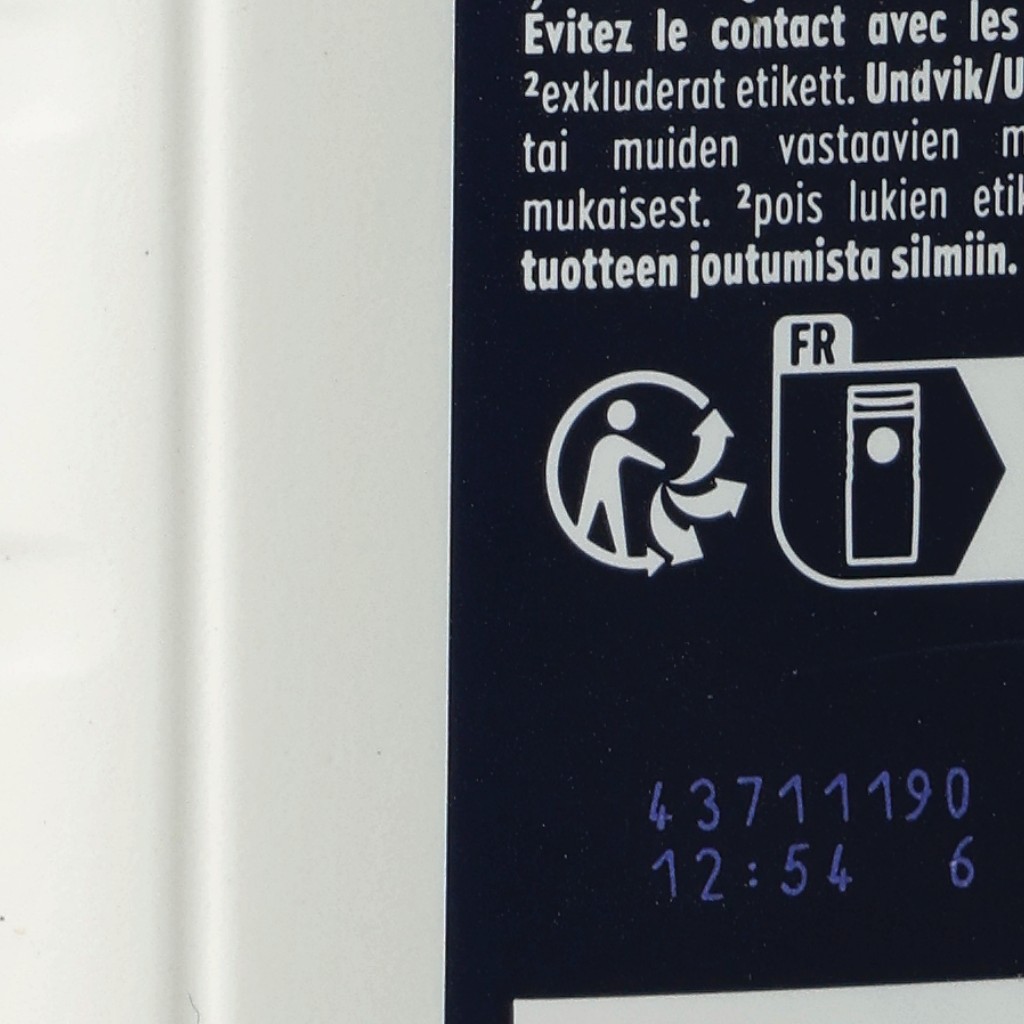 Évitez le contact avec les
²exkluderat etikett. Undvik/U
tai muiden vastaavien m
mukaisest. ²pois lukien etik
tuotteen joutumista silmiin.
FR
43711190
12:54 6